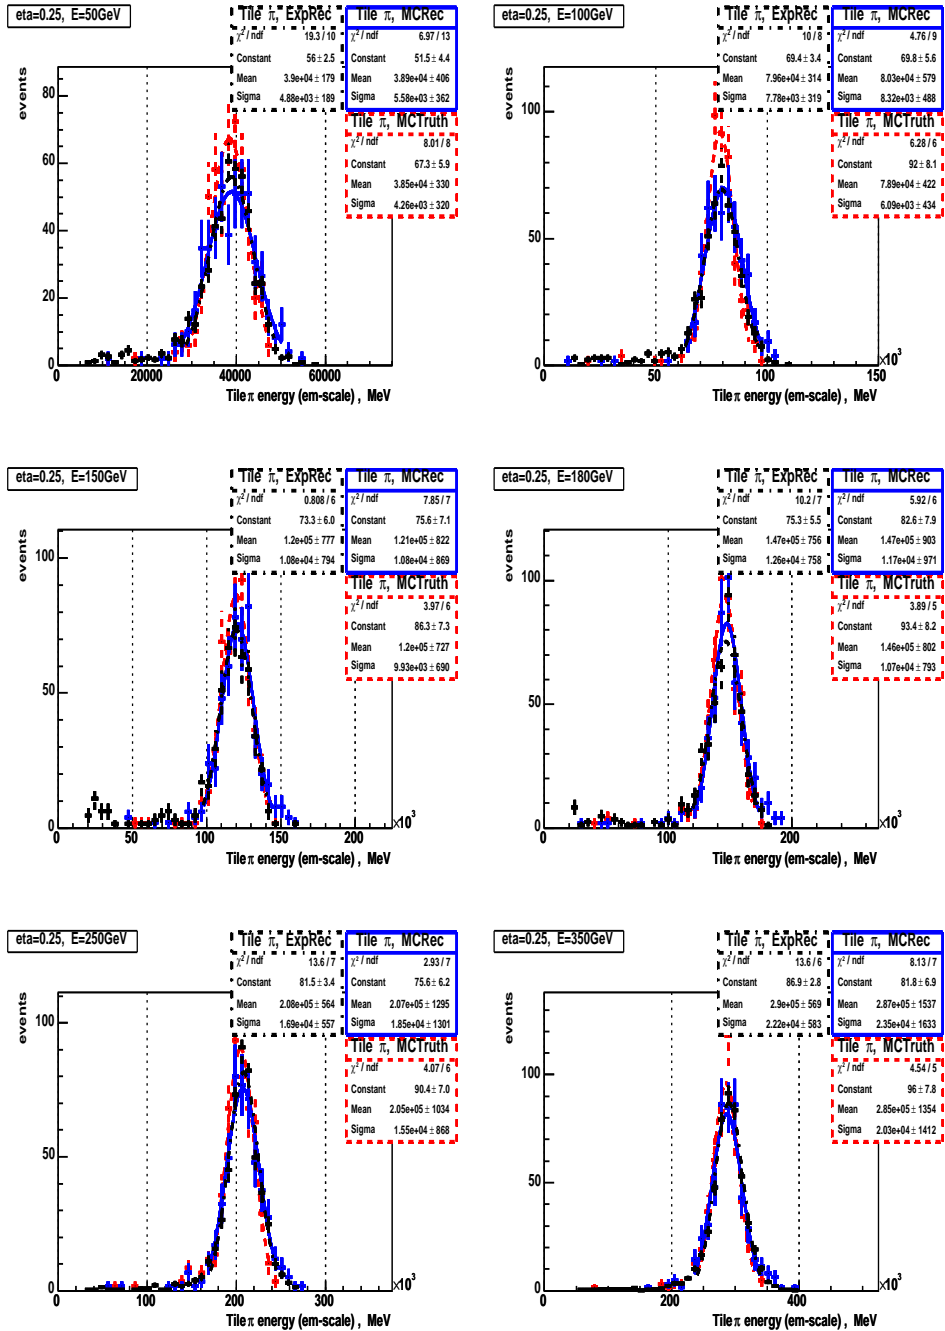 eta=0.25, E=50GeV
Tile π, ExpRec
χ² / ndf 19.3 / 10
Constant 56 ± 2.5
Mean 3.9e+04 ± 179
Sigma 4.88e+03 ± 189
Tile π, MCRec
χ² / ndf 6.97 / 13
Constant 51.5 ± 4.4
Mean 3.89e+04 ± 406
Sigma 5.58e+03 ± 362
Tile π, MCTruth
χ² / ndf 8.01 / 8
Constant 67.3 ± 5.9
Mean 3.85e+04 ± 330
Sigma 4.26e+03 ± 320
events
80
60
40
20
0
0 20000 40000 60000
Tile π energy (em-scale) , MeV
eta=0.25, E=100GeV
Tile π, ExpRec
χ² / ndf 10 / 8
Constant 69.4 ± 3.4
Mean 7.96e+04 ± 314
Sigma 7.78e+03 ± 319
Tile π, MCRec
χ² / ndf 4.76 / 9
Constant 69.8 ± 5.6
Mean 8.03e+04 ± 579
Sigma 8.32e+03 ± 488
Tile π, MCTruth
χ² / ndf 6.28 / 6
Constant 92 ± 8.1
Mean 7.89e+04 ± 422
Sigma 6.09e+03 ± 434
events
100
50
0
0 50 100 150
×10³
Tile π energy (em-scale) , MeV
eta=0.25, E=150GeV
Tile π, ExpRec
χ² / ndf 0.808 / 6
Constant 73.3 ± 6.0
Mean 1.2e+05 ± 777
Sigma 1.08e+04 ± 794
Tile π, MCRec
χ² / ndf 7.85 / 7
Constant 75.6 ± 7.1
Mean 1.21e+05 ± 822
Sigma 1.08e+04 ± 869
Tile π, MCTruth
χ² / ndf 3.97 / 6
Constant 86.3 ± 7.3
Mean 1.2e+05 ± 727
Sigma 9.93e+03 ± 690
events
100
50
0
0 50 100 150 200
×10³
Tile π energy (em-scale) , MeV
eta=0.25, E=180GeV
Tile π, ExpRec
χ² / ndf 10.2 / 7
Constant 75.3 ± 5.5
Mean 1.47e+05 ± 756
Sigma 1.26e+04 ± 758
Tile π, MCRec
χ² / ndf 5.92 / 6
Constant 82.6 ± 7.9
Mean 1.47e+05 ± 903
Sigma 1.17e+04 ± 971
Tile π, MCTruth
χ² / ndf 3.89 / 5
Constant 93.4 ± 8.2
Mean 1.46e+05 ± 802
Sigma 1.07e+04 ± 793
events
100
50
0
0 100 200
×10³
Tile π energy (em-scale) , MeV
eta=0.25, E=250GeV
Tile π, ExpRec
χ² / ndf 13.6 / 7
Constant 81.5 ± 3.4
Mean 2.08e+05 ± 564
Sigma 1.69e+04 ± 557
Tile π, MCRec
χ² / ndf 2.93 / 7
Constant 75.6 ± 6.2
Mean 2.07e+05 ± 1295
Sigma 1.85e+04 ± 1301
Tile π, MCTruth
χ² / ndf 4.07 / 6
Constant 90.4 ± 7.0
Mean 2.05e+05 ± 1034
Sigma 1.55e+04 ± 868
events
100
50
0
0 100 200 300
×10³
Tile π energy (em-scale) , MeV
eta=0.25, E=350GeV
Tile π, ExpRec
χ² / ndf 13.6 / 6
Constant 86.9 ± 2.8
Mean 2.9e+05 ± 569
Sigma 2.22e+04 ± 583
Tile π, MCRec
χ² / ndf 8.13 / 7
Constant 81.8 ± 6.9
Mean 2.87e+05 ± 1537
Sigma 2.35e+04 ± 1633
Tile π, MCTruth
χ² / ndf 4.54 / 5
Constant 96 ± 7.8
Mean 2.85e+05 ± 1354
Sigma 2.03e+04 ± 1412
events
100
50
0
0 200 400
×10³
Tile π energy (em-scale) , MeV